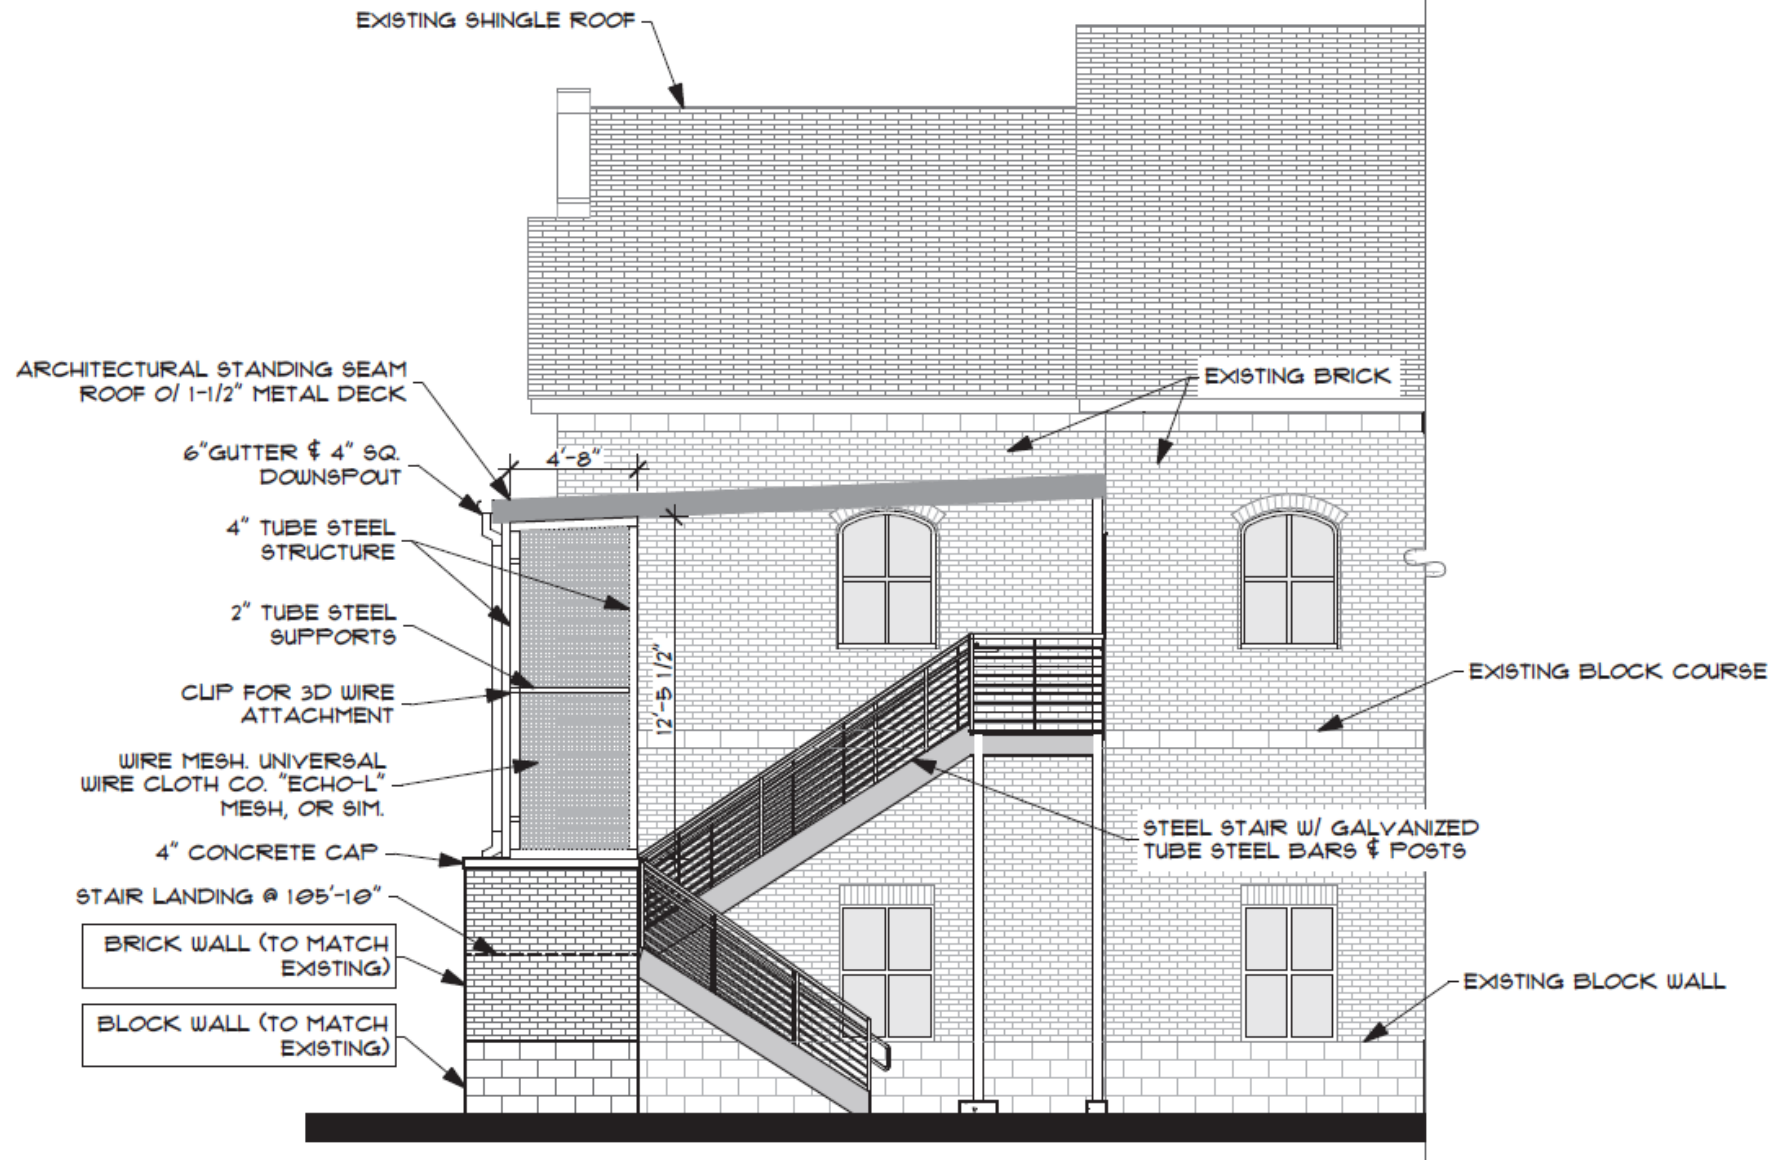 EXISTING SHINGLE ROOF
ARCHITECTURAL STANDING SEAM
ROOF O/ 1-1/2" METAL DECK
EXISTING BRICK
6"GUTTER & 4" SQ.
DOWNSPOUT
4'-8"
4" TUBE STEEL
STRUCTURE
2" TUBE STEEL
SUPPORTS
12'-5 1/2"
EXISTING BLOCK COURSE
CLIP FOR 3D WIRE
ATTACHMENT
WIRE MESH. UNIVERSAL
WIRE CLOTH CO. "ECHO-L"
MESH, OR SIM.
STEEL STAIR W/ GALVANIZED
TUBE STEEL BARS & POSTS
4" CONCRETE CAP
STAIR LANDING @ 105'-10"
BRICK WALL (TO MATCH
EXISTING)
EXISTING BLOCK WALL
BLOCK WALL (TO MATCH
EXISTING)